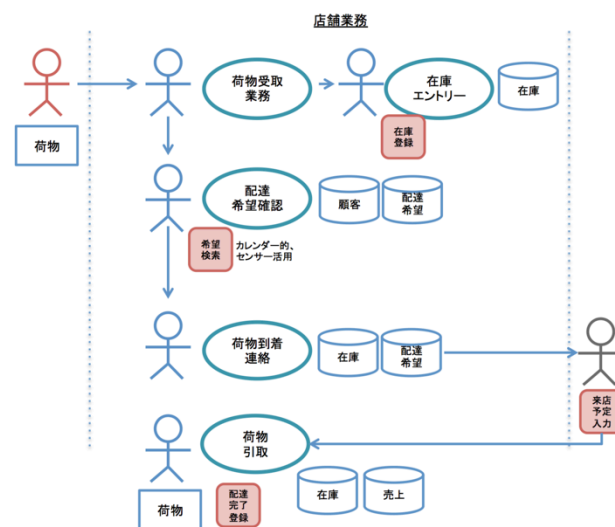 店舗業務
荷物
荷物受取
業務
在庫
エントリー
在庫
在庫
登録
配達
希望確認
顧客
配達
希望
希望
検索
カレンダー的、
センサー活用
荷物到着
連絡
在庫
配達
希望
来店
予定
入力
荷物
引取
荷物
配達
完了
登録
在庫
売上